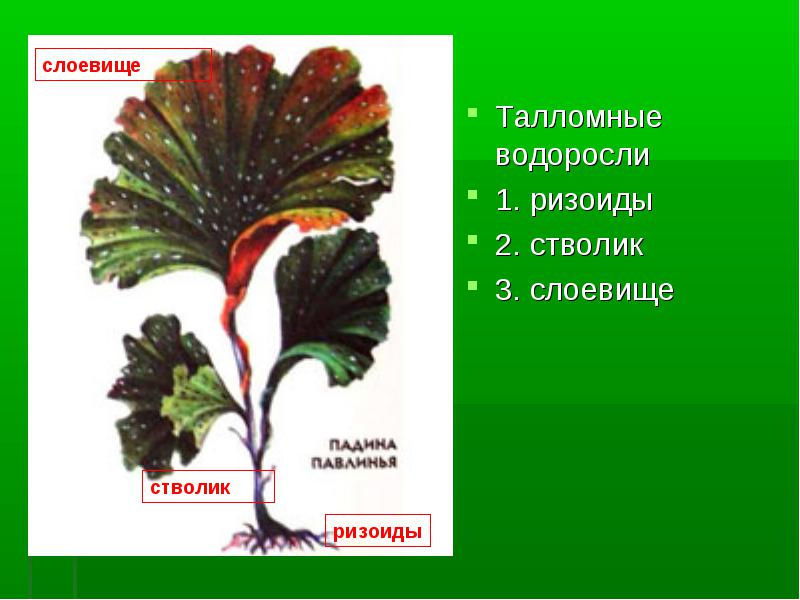 слоевище
ПАДИНА
ПАВЛИНЬЯ
стволик
ризоиды
Талломные
водоросли
1. ризоиды
2. стволик
3. слоевище